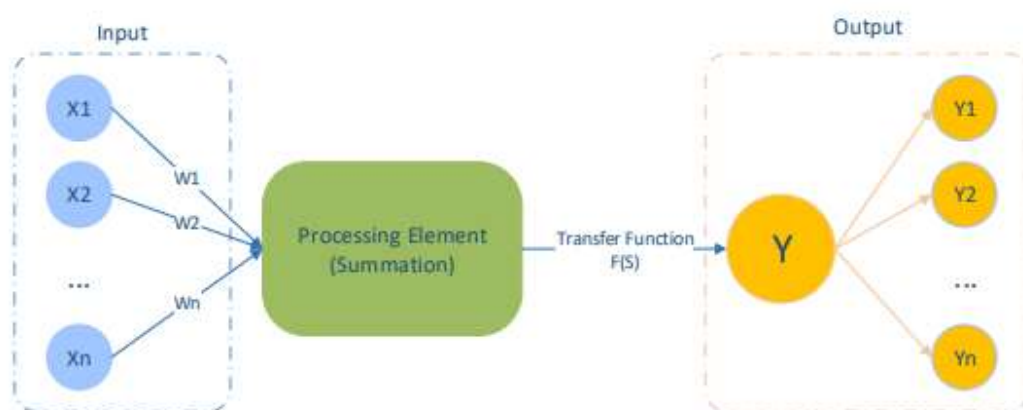 Input
Output
X1
X2
...
Xn
W1
W2
Wn
Processing Element
(Summation)
Transfer Function
F(S)
Y
Y1
Y2
...
Yn